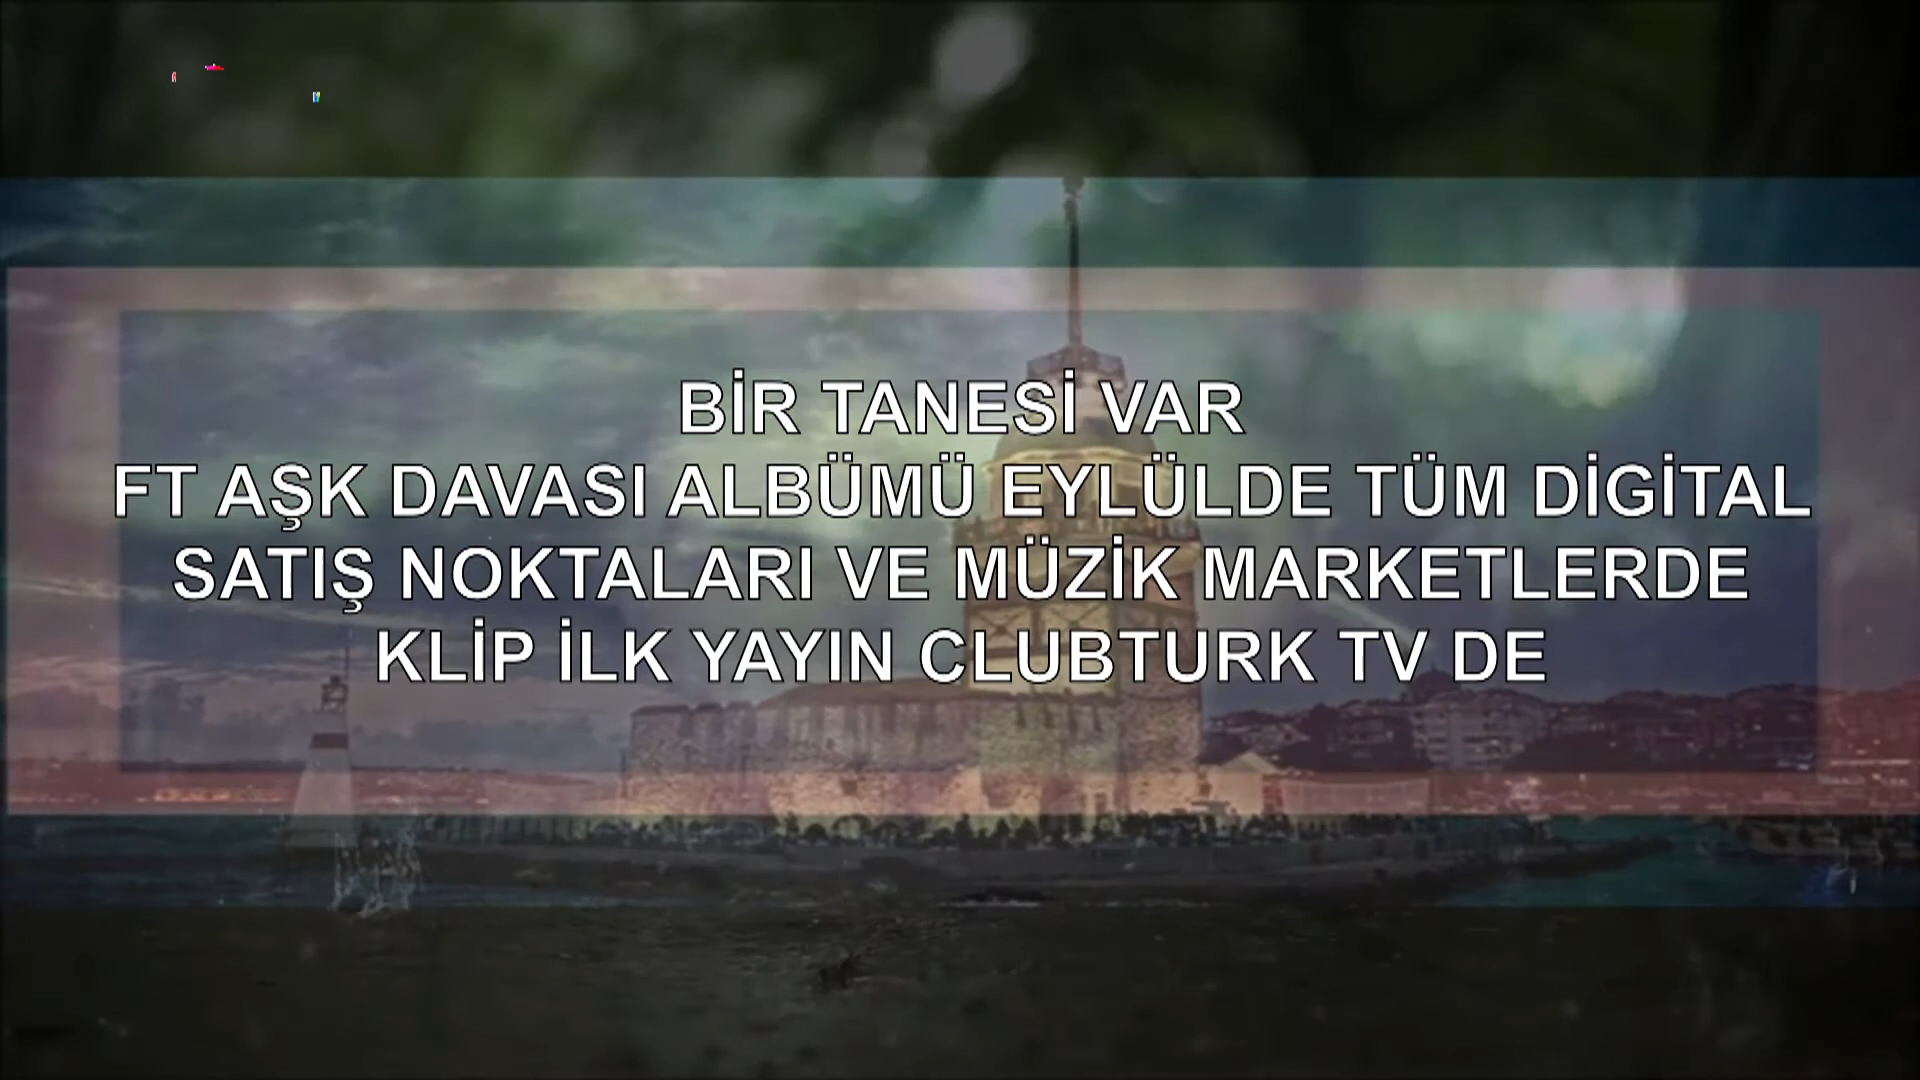 BİR TANESİ VAR
FT AŞK DAVASI ALBÜMÜ EYLÜLDE TÜM DİGİTAL
SATIŞ NOKTALARI VE MÜZİK MARKETLERDE
KLİP İLK YAYIN CLUBTURK TV DE